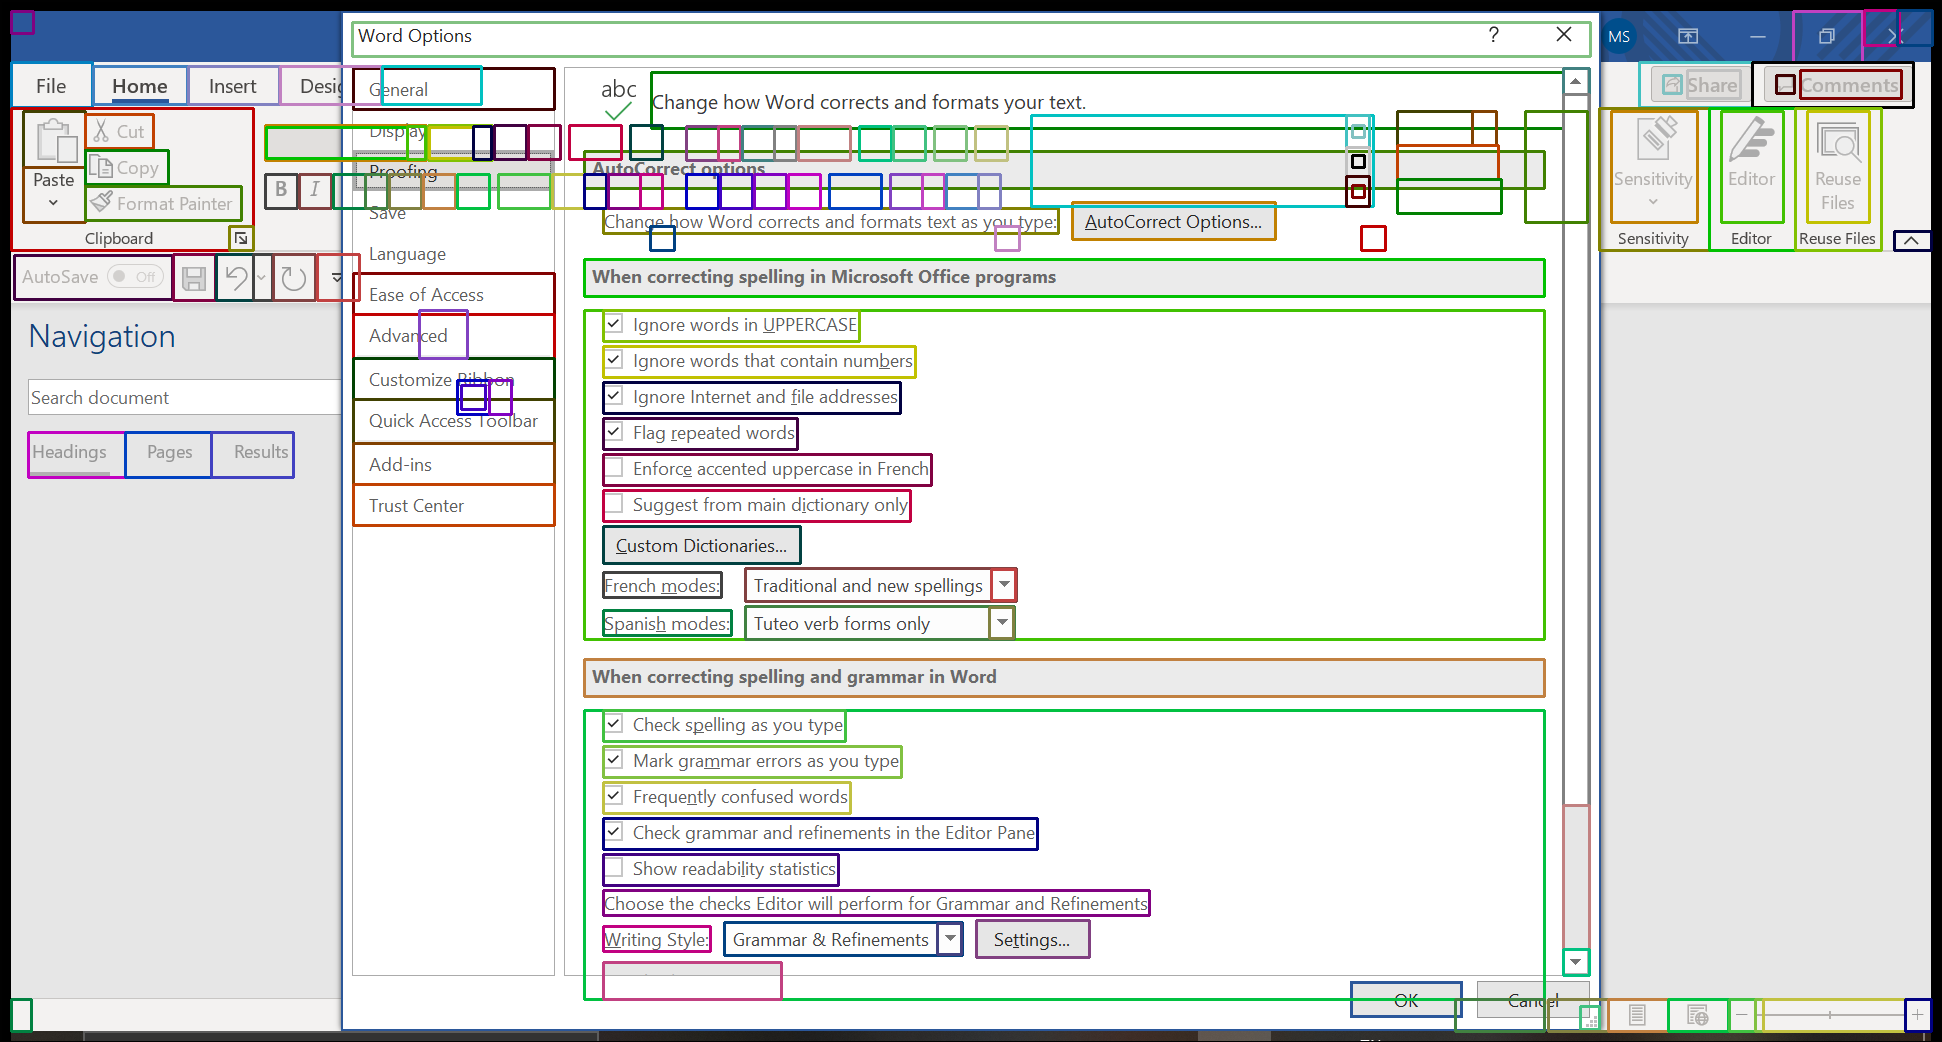 Word Options
?
MS
File
Home
Insert
Desig
Share
Comments
Cut
Copy
Format Painter
Paste
Clipboard
B
I
Sensitivity
Editor
Reuse
Files
Sensitivity
Editor
Reuse Files
AutoSave
Off
Navigation
Search document
Headings
Pages
Results
General
Display
Proofing
Save
Language
Ease of Access
Advanced
Customize Ribbon
Quick Access Toolbar
Add-ins
Trust Center
abc
Change how Word corrects and formats your text.
AutoCorrect options
Change how Word corrects and formats text as you type:
AutoCorrect Options...
When correcting spelling in Microsoft Office programs
Ignore words in UPPERCASE
Ignore words that contain numbers
Ignore Internet and file addresses
Flag repeated words
Enforce accented uppercase in French
Suggest from main dictionary only
Custom Dictionaries...
French modes:
Traditional and new spellings
Spanish modes:
Tuteo verb forms only
When correcting spelling and grammar in Word
Check spelling as you type
Mark grammar errors as you type
Frequently confused words
Check grammar and refinements in the Editor Pane
Show readability statistics
Choose the checks Editor will perform for Grammar and Refinements
Writing Style:
Grammar & Refinements
Settings...
OK
Cancel